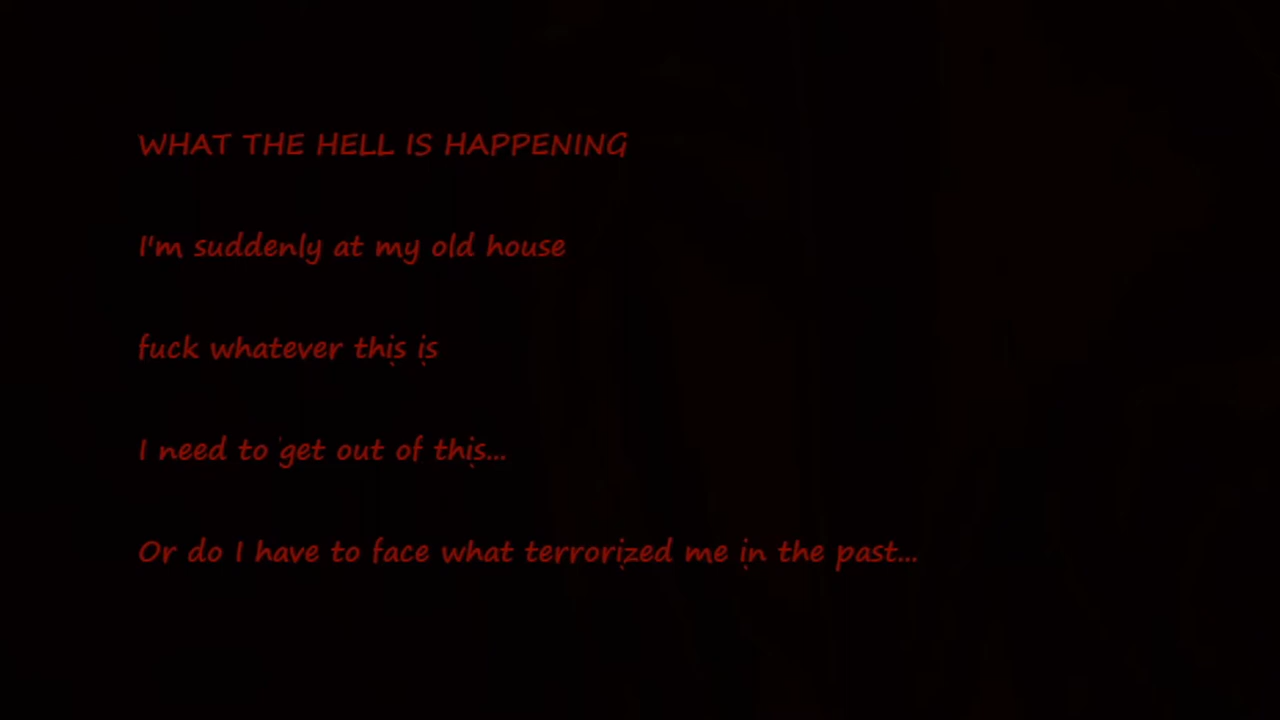 WHAT THE HELL IS HAPPENING
I'm suddenly at my old house
fuck whatever this is
I need to get out of this...
Or do I have to face what terrorized me in the past...